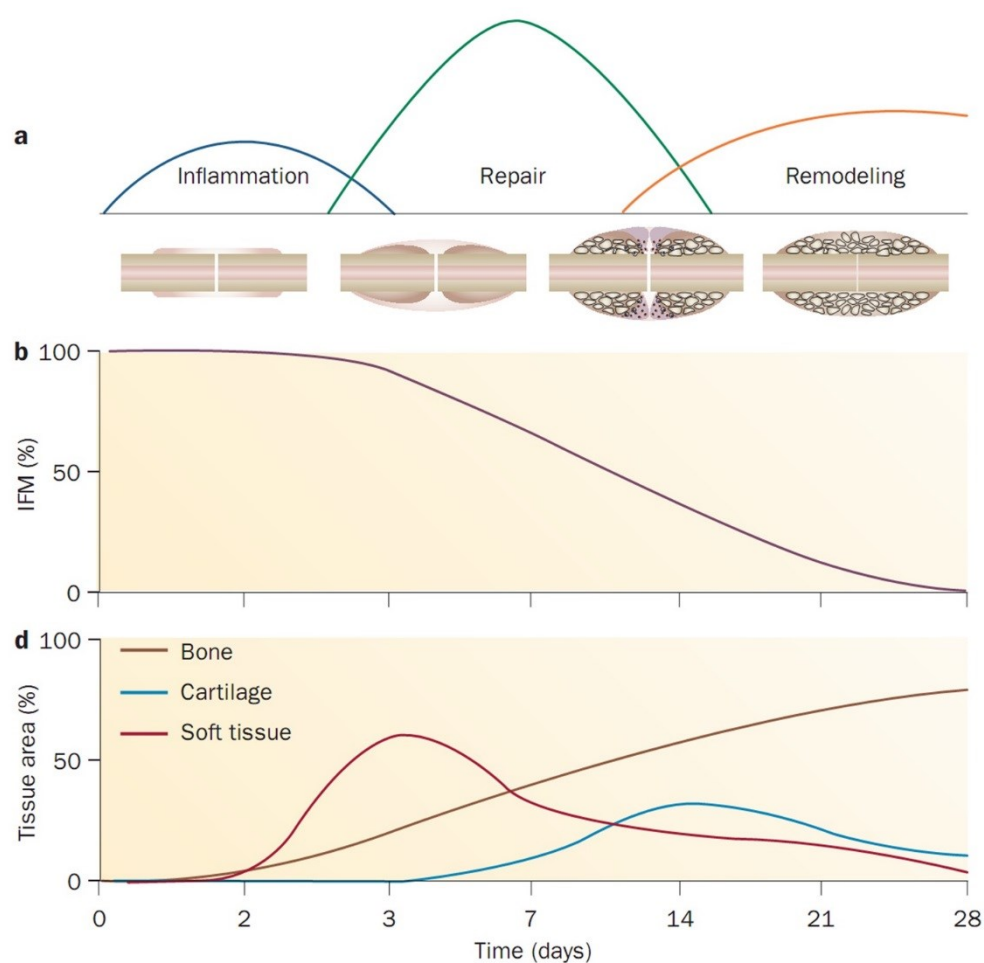 a
Inflammation
Repair
Remodeling
b
100
50
0
IFM (%)
d
100
50
0
Tissue area (%)
Bone
Cartilage
Soft tissue
0 2 3 7 14 21 28
Time (days)